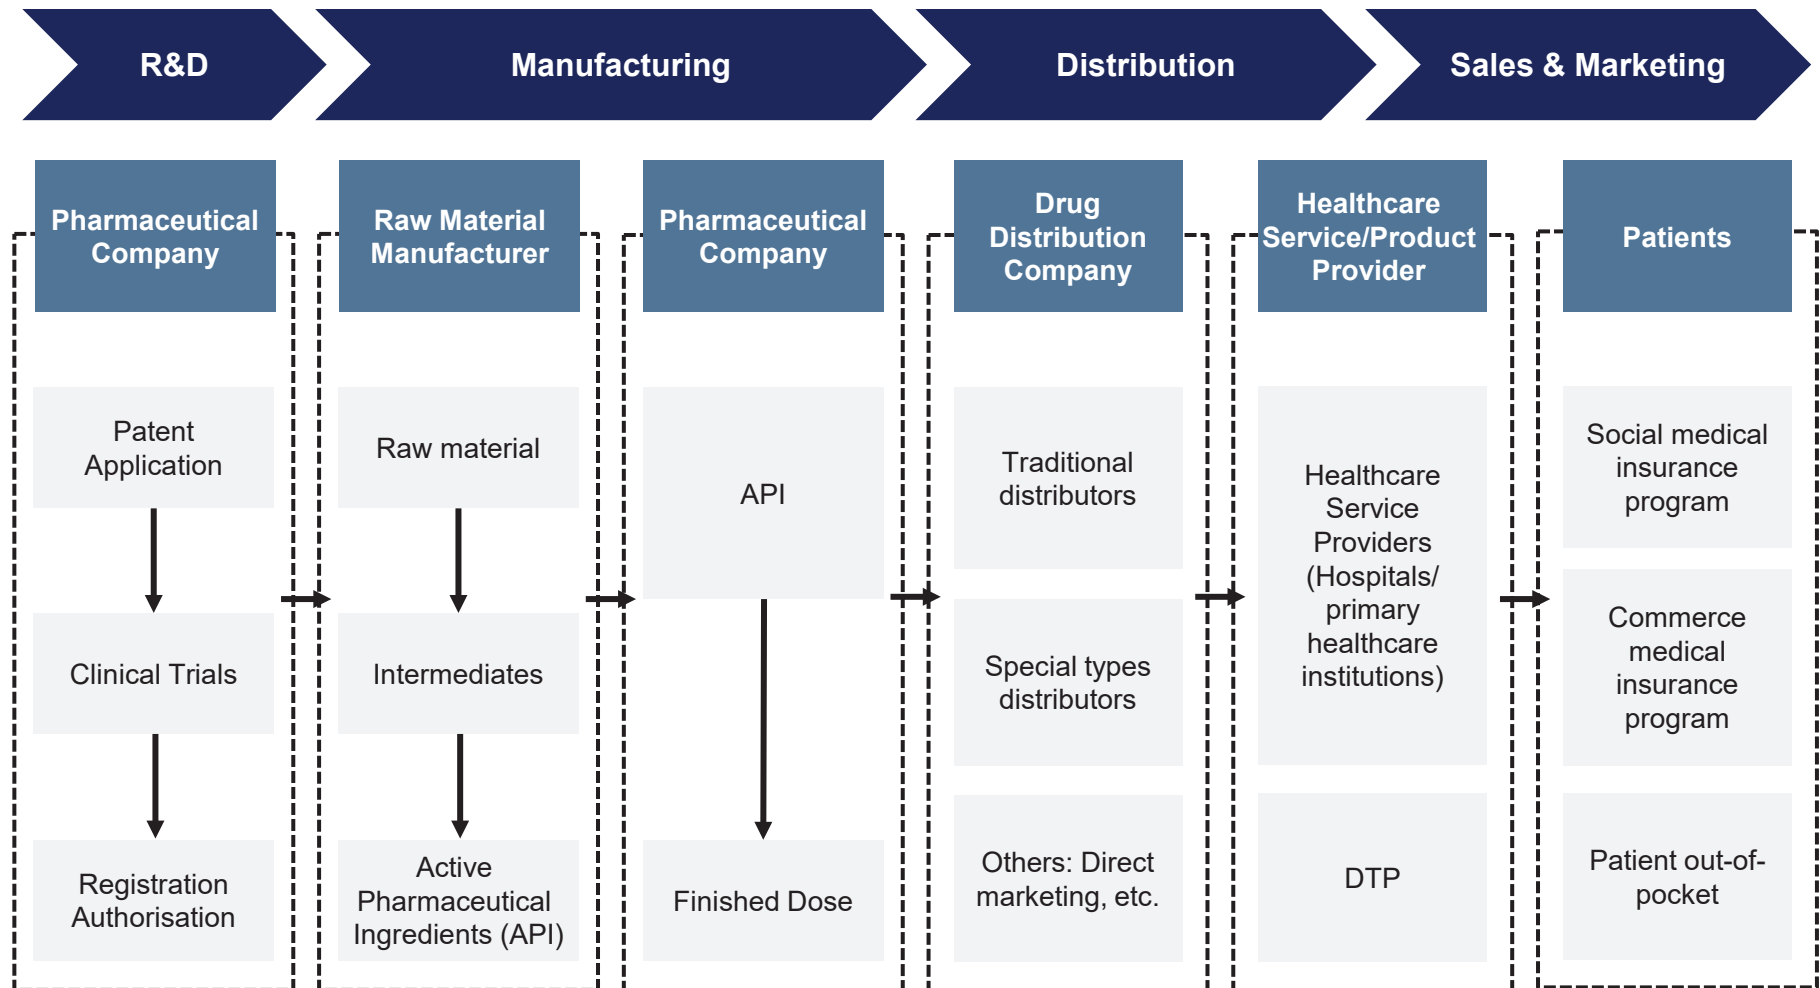 R&D
Manufacturing
Distribution
Sales & Marketing
Pharmaceutical
Company
Raw Material
Manufacturer
Pharmaceutical
Company
Drug
Distribution
Company
Healthcare
Service/Product
Provider
Patients
Patent
Application
Clinical Trials
Registration
Authorisation
Raw material
Intermediates
Active
Pharmaceutical
Ingredients (API)
API
Finished Dose
Traditional
distributors
Special types
distributors
Others: Direct
marketing, etc.
Healthcare
Service
Providers
(Hospitals/
primary
healthcare
institutions)
DTP
Social medical
insurance
program
Commerce
medical
insurance
program
Patient out-of-
pocket